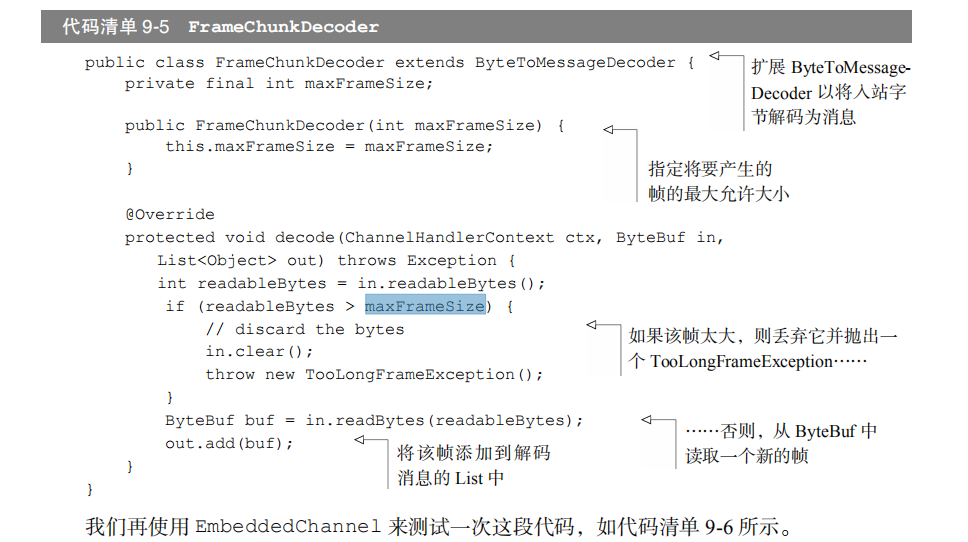 代码清单 9-5 FrameChunkDecoder
public class FrameChunkDecoder extends ByteToMessageDecoder {
private final int maxFrameSize;
扩展 ByteToMessage-
Decoder 以将入站字
节解码为消息
public FrameChunkDecoder(int maxFrameSize) {
this.maxFrameSize = maxFrameSize;
}
指定将要产生的
帧的最大允许大小
@Override
protected void decode(ChannelHandlerContext ctx, ByteBuf in,
List<Object> out) throws Exception {
int readableBytes = in.readableBytes();
if (readableBytes > maxFrameSize) {
// discard the bytes
in.clear();
throw new TooLongFrameException();
}
如果该帧太大，则丢弃它并抛出一
个 TooLongFrameException……
ByteBuf buf = in.readBytes(readableBytes);
out.add(buf);
}
}
……否则，从 ByteBuf 中
读取一个新的帧
将该帧添加到解码
消息的 List 中
我们再使用 EmbeddedChannel 来测试一次这段代码，如代码清单 9-6 所示。